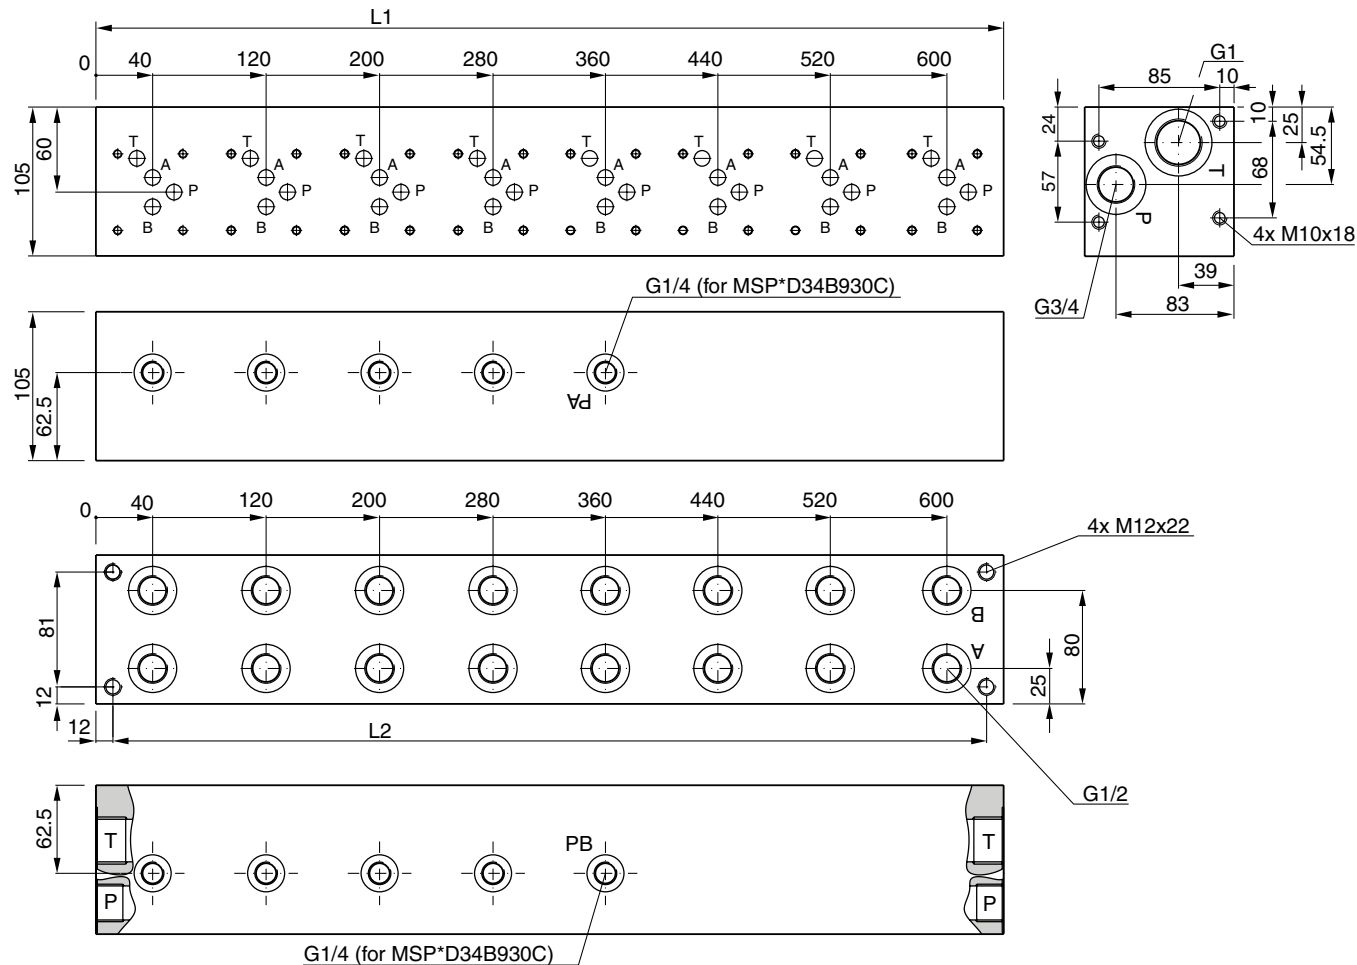 L1
0 40 120 200 280 360 440 520 600
105
60
T T T T T T T T
A A A A A A A A
P P P P P P P P
B B B B B B B B
G1
85 10
24
57
10
25
54.5
68
T
P
4x M10x18
39
G3/4 83
G1/4 (for MSP*D34B930C)
105
62.5
PA
0 40 120 200 280 360 440 520 600
4x M12x22
81
12
B
A
80
25
12 L2
G1/2
62.5
T PB T
P P
G1/4 (for MSP*D34B930C)